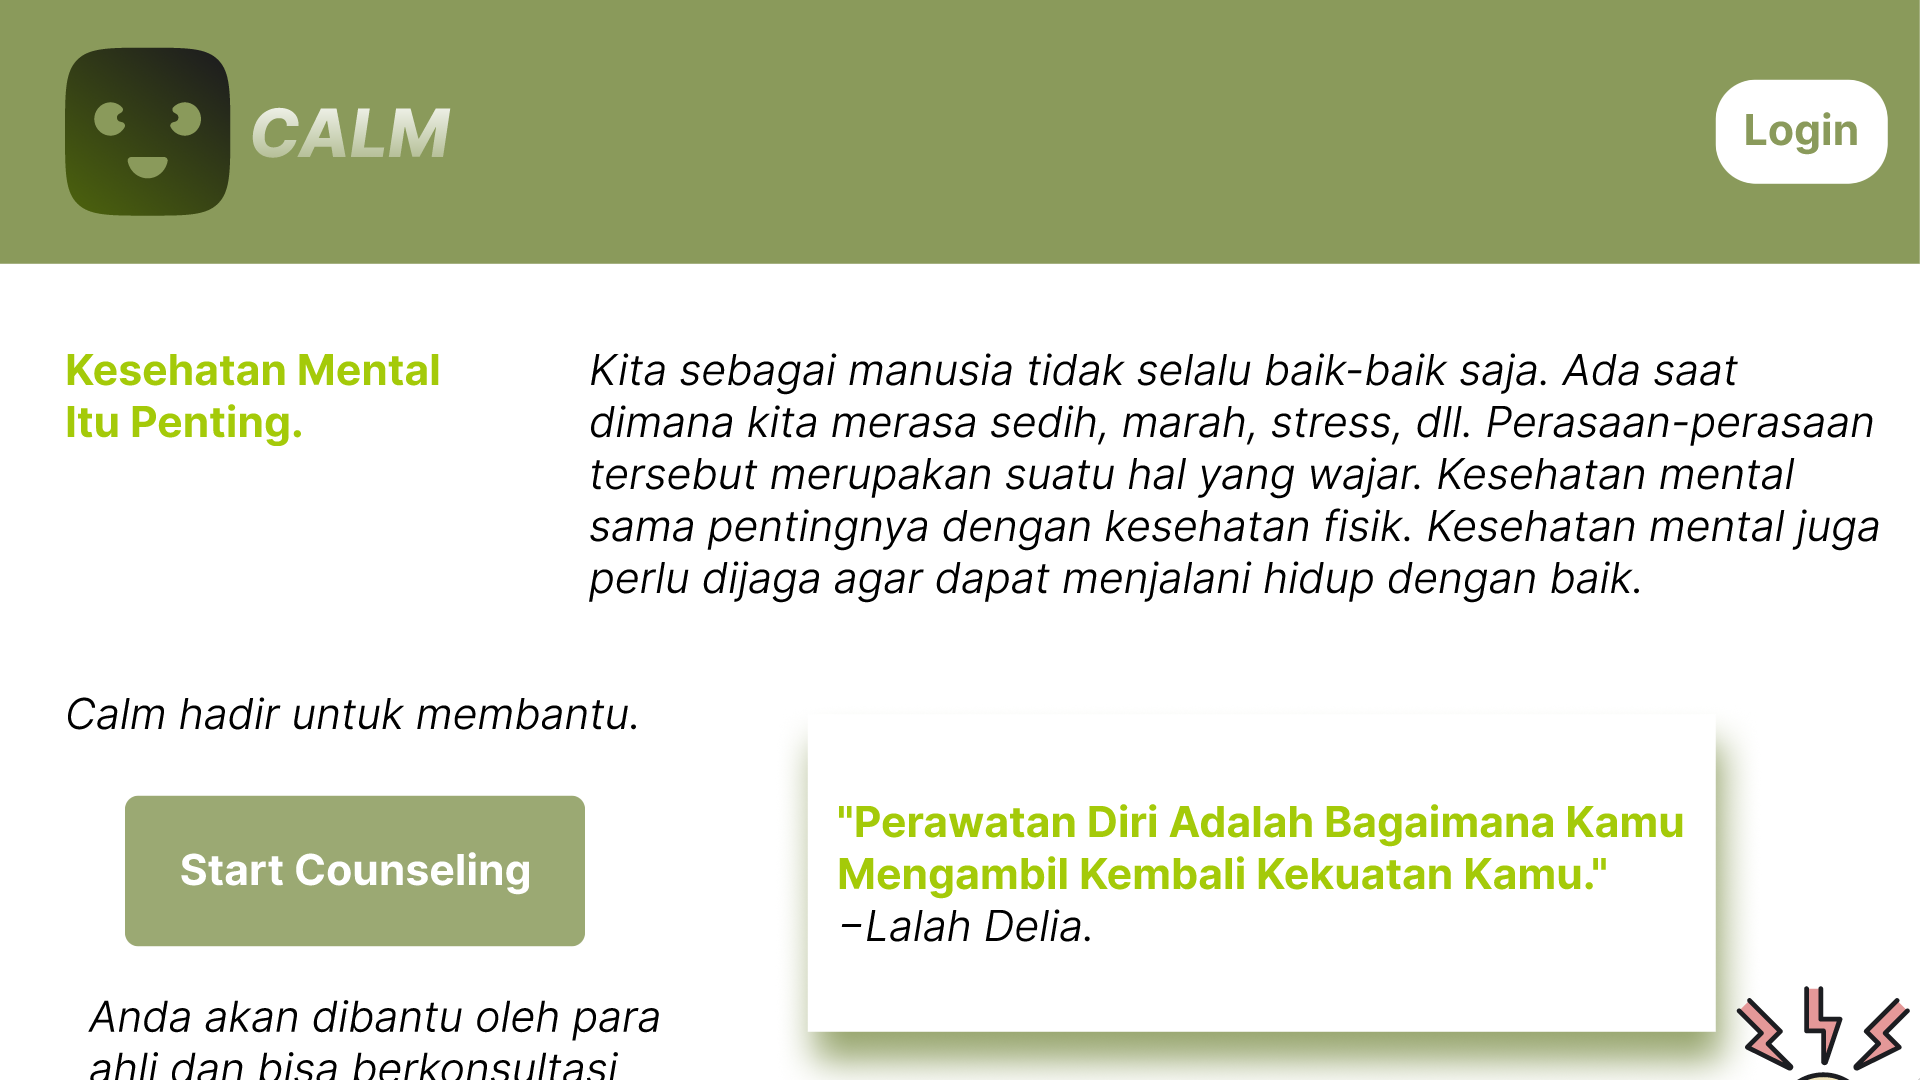 CALM
Login
Kesehatan Mental
Itu Penting.
Kita sebagai manusia tidak selalu baik-baik saja. Ada saat
dimana kita merasa sedih, marah, stress, dll. Perasaan-perasaan
tersebut merupakan suatu hal yang wajar. Kesehatan mental
sama pentingnya dengan kesehatan fisik. Kesehatan mental juga
perlu dijaga agar dapat menjalani hidup dengan baik.
Calm hadir untuk membantu.
Start Counseling
Anda akan dibantu oleh para
ahli dan bisa berkonsultasi
"Perawatan Diri Adalah Bagaimana Kamu
Mengambil Kembali Kekuatan Kamu."
–Lalah Delia.